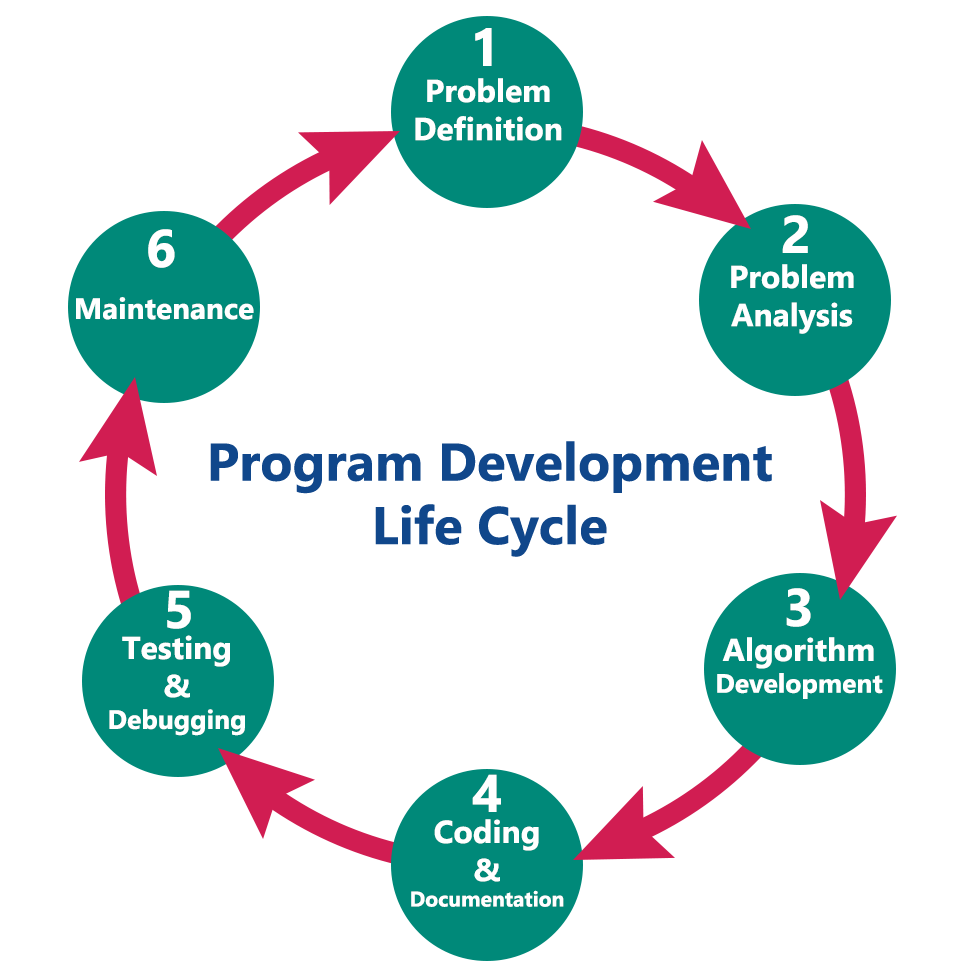 1
Problem
Definition
2
Problem
Analysis
3
Algorithm
Development
4
Coding
&
Documentation
5
Testing
&
Debugging
6
Maintenance
Program Development
Life Cycle